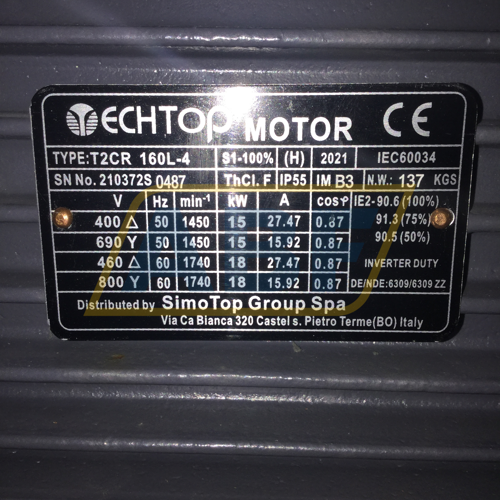 TECHTOP MOTOR CE
TYPE: T2CR 160L-4 S1-100% (H) 2021 IEC60034
SN No. 210372S 0487 ThCl. F IP55 IM B3 N.W.: 137 KGS
V Hz min⁻¹ kW A cosφ IE2- 90.6 (100%)
400 Δ 50 1450 15 27.47 0.87 91.3 (75%)
690 Y 50 1450 15 15.92 0.87 90.5 (50%)
460 Δ 60 1740 18 27.47 0.87 INVERTER DUTY
800 Y 60 1740 18 15.92 0.87 DE/NDE: 6309/6309 ZZ
Distributed by SimoTop Group Spa
Via Ca Bianca 320 Castel s. Pietro Terme(BO) Italy